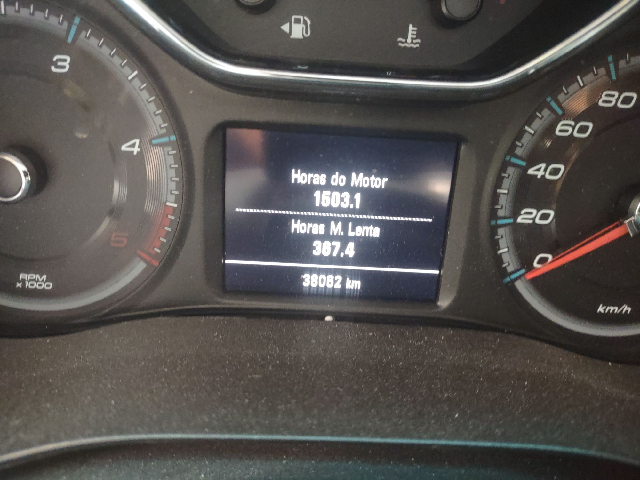 Horas do Motor
1503.1
Horas M. Lenta
367.4
39082 km
3
4
5
RPM
x1000
80
60
40
20
0
km/h